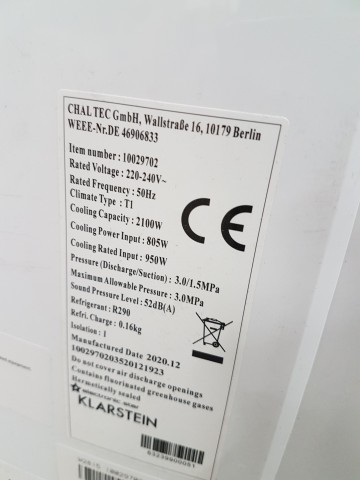 CHAL TEC GmbH, Wallstraße 16, 10179 Berlin
WEEE-Nr.DE 46906833
Item number : 10029702
Rated Voltage : 220-240V~
Rated Frequency : 50Hz
Climate Type : T1
Cooling Capacity : 2100W
Cooling Power Input : 805W
Cooling Rated Input : 950W
Pressure (Discharge/Suction) : 3.0/1.5MPa
Maximum Allowable Pressure : 3.0MPa
Sound Pressure Level : 52dB(A)
Refrigerant : R290
Refri. Charge : 0.16kg
Isolation : I
Manufactured Date 2020.12
1002970203520121923
Do not cover air discharge openings
Contains fluorinated greenhouse gases
Hermetically sealed
CE
KLARSTEIN